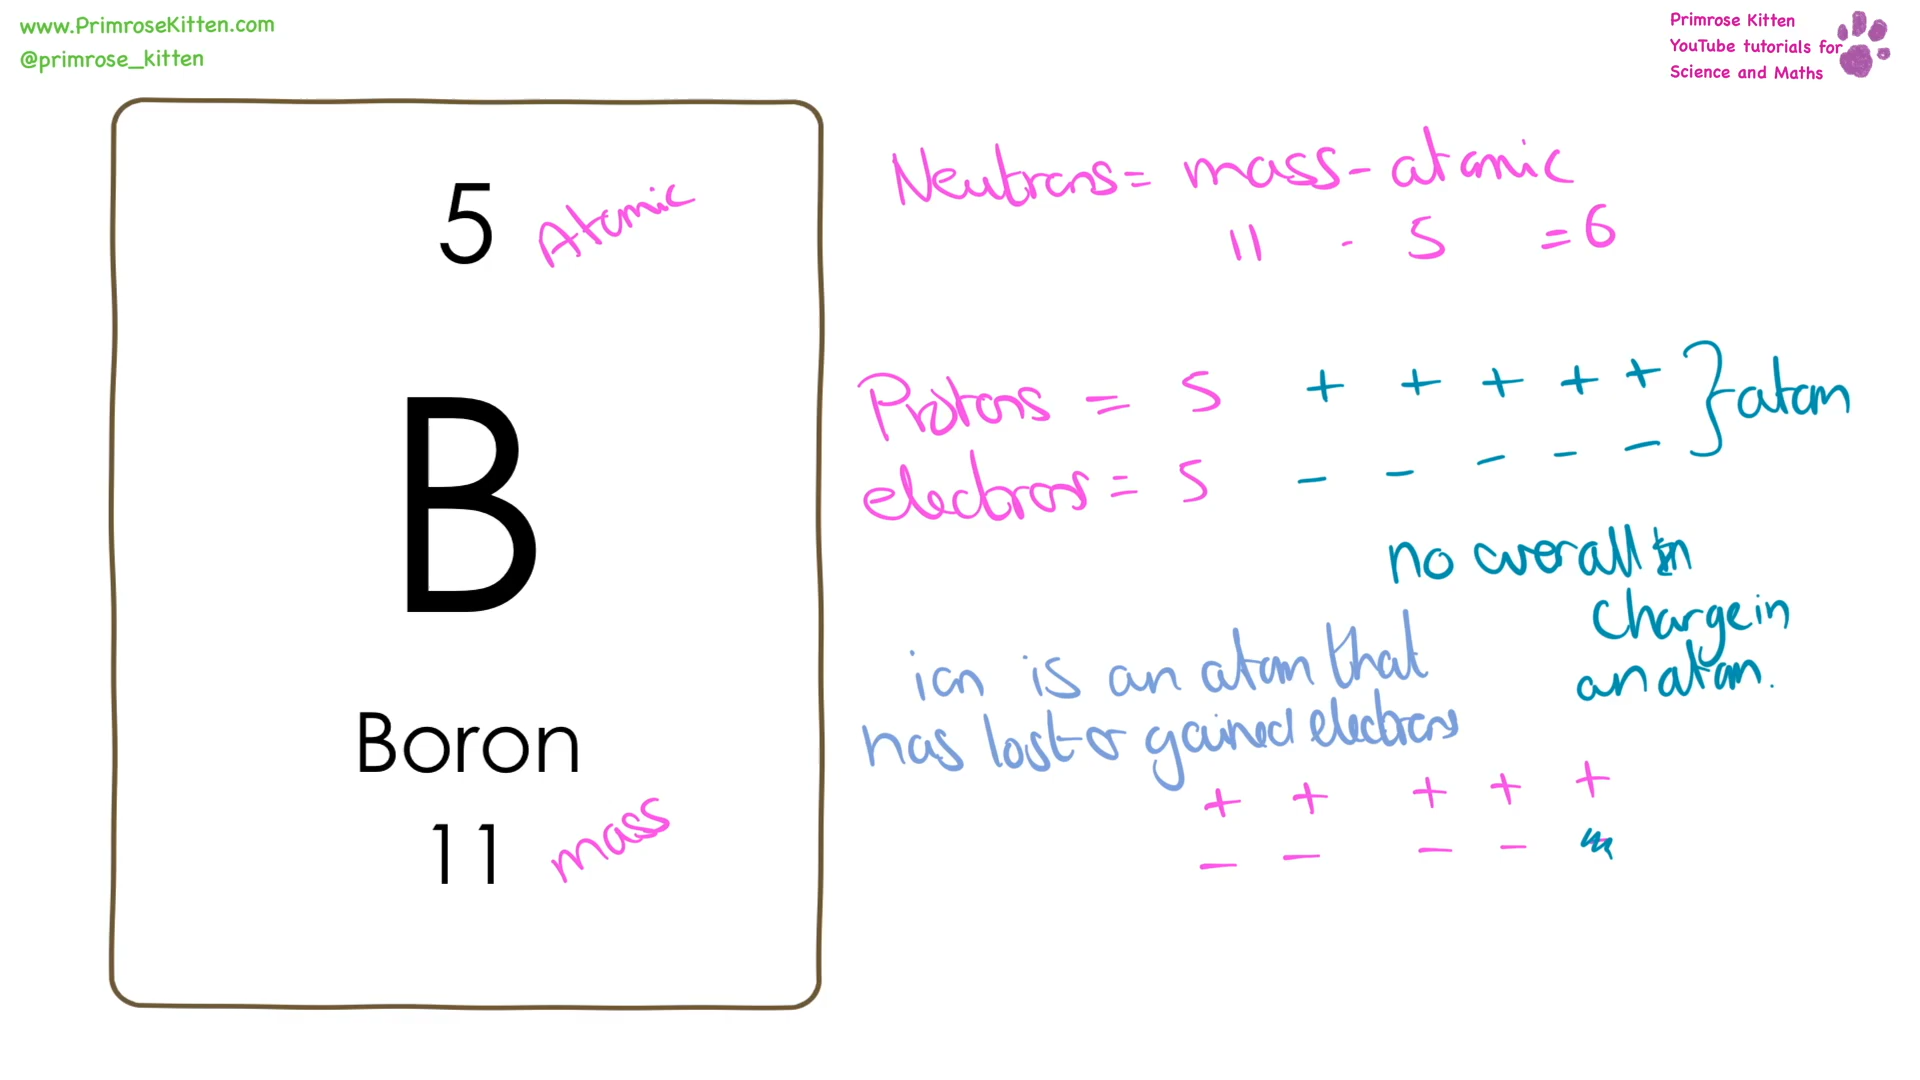 www.PrimroseKitten.com
@primrose_kitten
Primrose Kitten
YouTube tutorials for
Science and Maths
5 Atomic
B
Boron
11 mass
Neutrons = mass - atomic
11 - 5 = 6
Protons = 5 + + + + + } atom
electrons = 5 - - - - -
no overall
charge in
an atom.
ion is an atom that
has lost or gained electrons
+ + + + +
- - - -